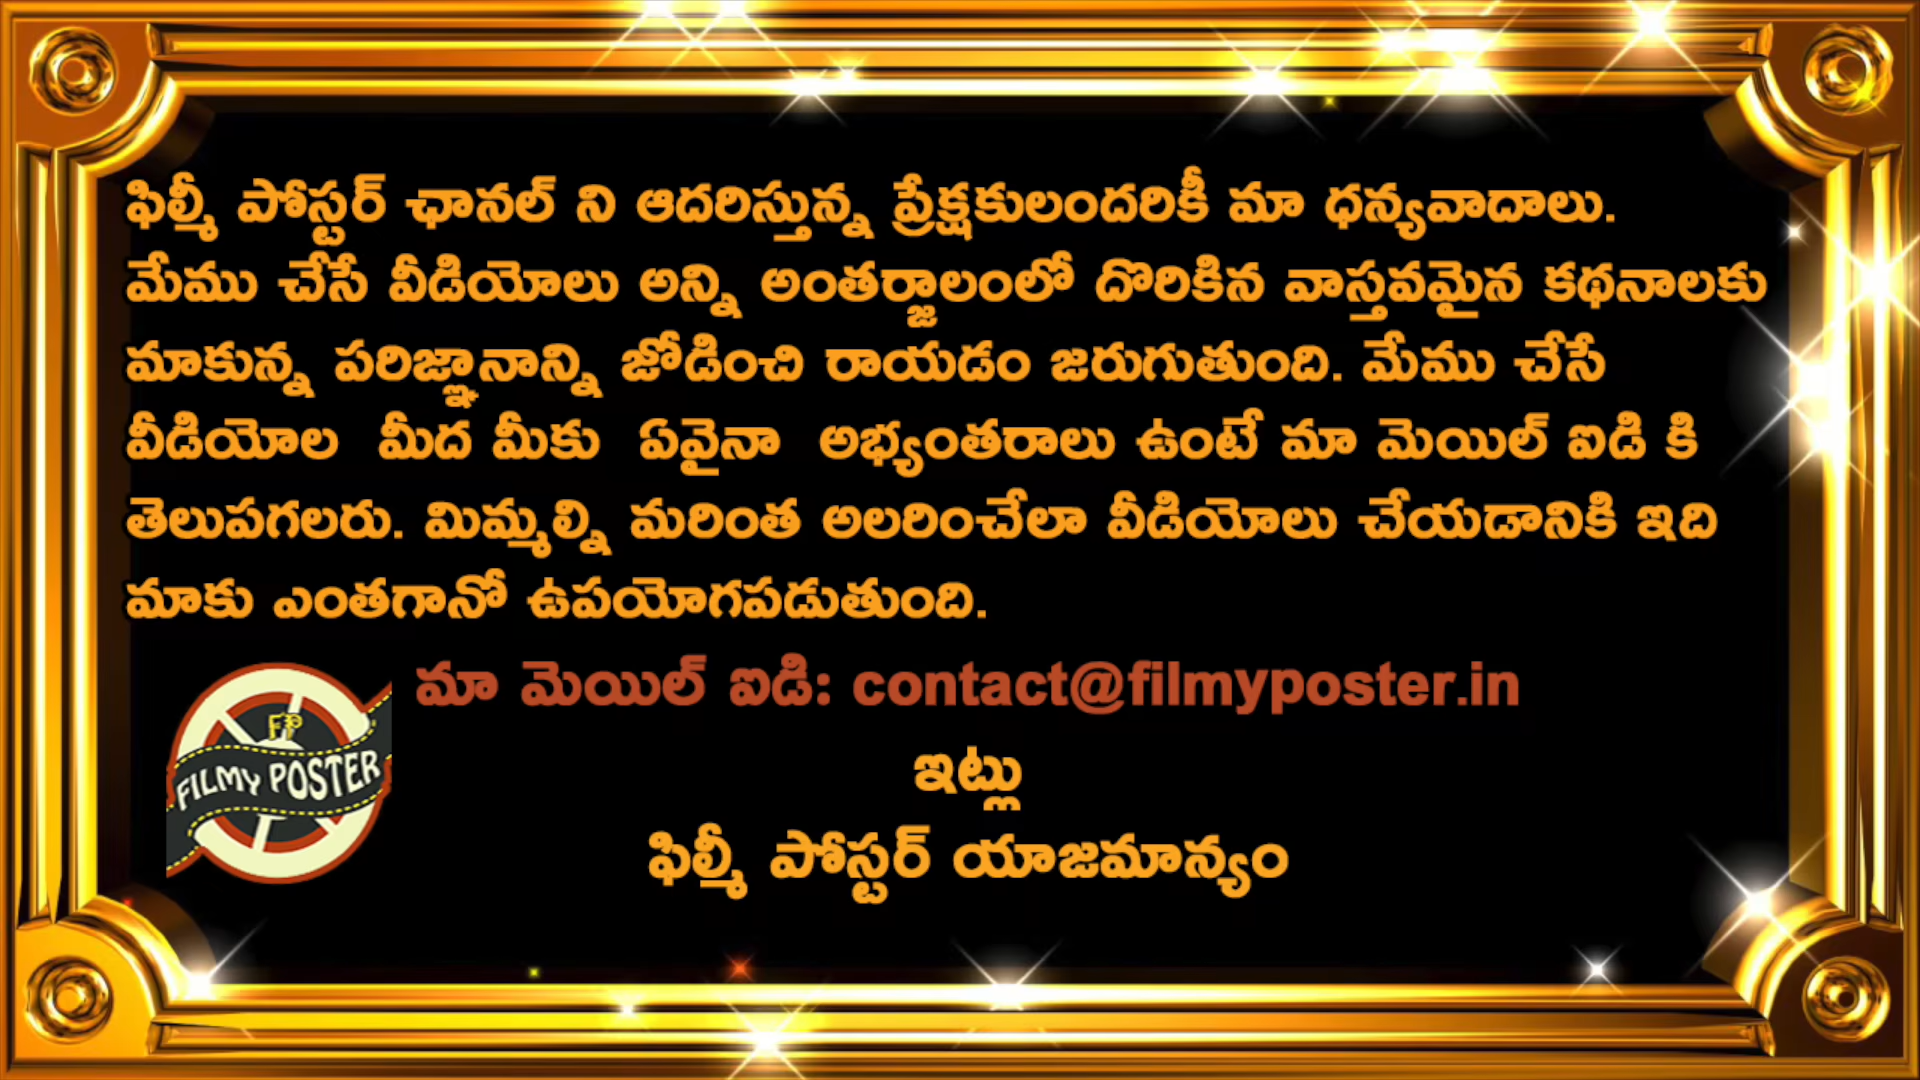 ఫిల్మీ పోస్టర్ ఛానల్ ని ఆదరిస్తున్న ప్రేక్షకులందరికీ మా ధన్యవాదాలు.
మేము చేసే వీడియోలు అన్ని అంతర్జాలంలో దొరికిన వాస్తవమైన కథనాలకు
మాకున్న పరిజ్ఞానాన్ని జోడించి రాయడం జరుగుతుంది. మేము చేసే
వీడియోల మీద మీకు ఏవైనా అభ్యంతరాలు ఉంటే మా మెయిల్ ఐడి కి
తెలుపగలరు. మిమ్మల్ని మరింత అలరించేలా వీడియోలు చేయడానికి ఇది
మాకు ఎంతగానో ఉపయోగపడుతుంది.
మా మెయిల్ ఐడి: contact@filmyposter.in
FP
FILMY POSTER
ఇట్లు
ఫిల్మీ పోస్టర్ యాజమాన్యం